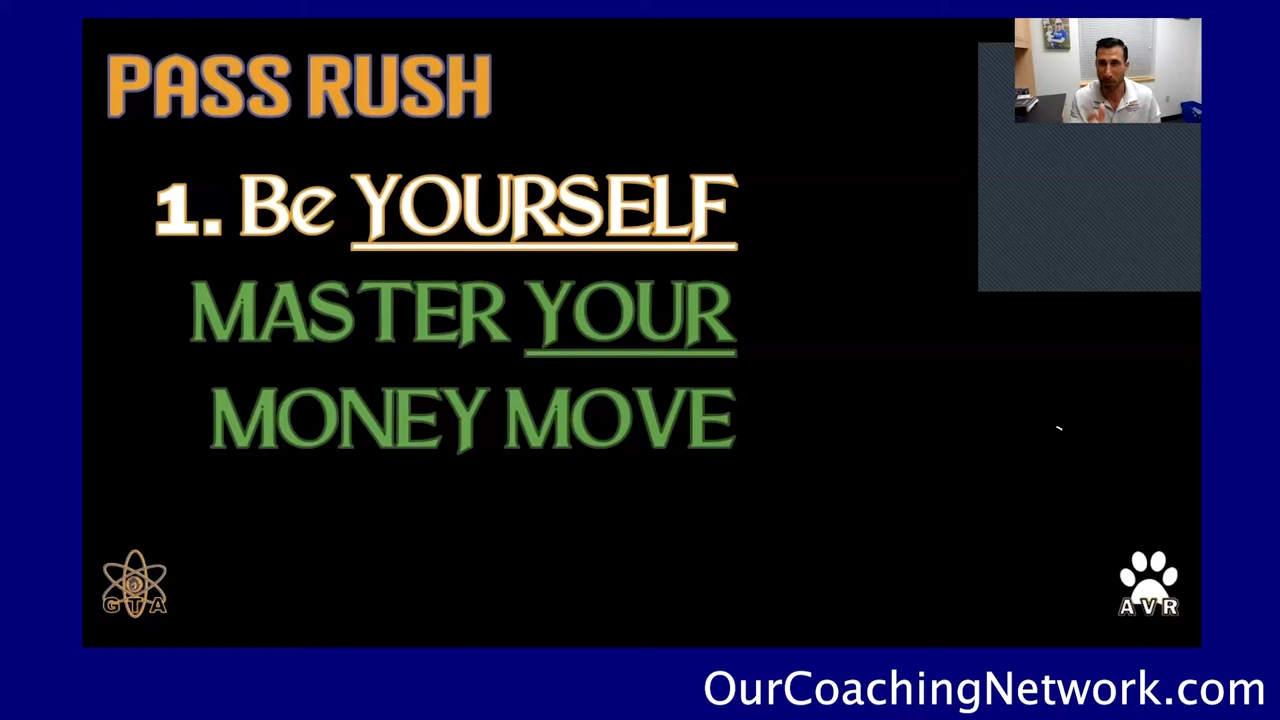 PASS RUSH
1. Be YOURSELF
MASTER YOUR
MONEY MOVE
GTA
AVR
OurCoachingNetwork.com